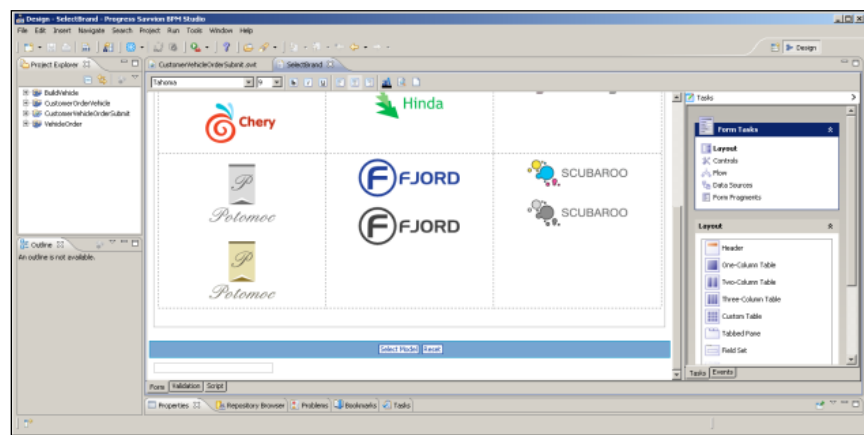 Design - SelectBrand - Progress Savvion BPM Studio
File Edit Insert Navigate Search Project Run Tools Window Help
Design
Project Explorer
CustomerVehicleOrderSubmit.swt
SelectBrand
BuildVehicle
CustomerOrderVehicle
CustomerVehicleOrderSubmit
VehicleOrder
Tahoma
9
Chery
Hinda
P
Potomoc
P
Potomoc
F FJORD
F FJORD
SCUBAROO
SCUBAROO
Select Model Reset
Form Validation Script
Outline
An outline is not available.
Tasks
Form Tasks
Layout
Controls
Flow
Data Sources
Form Fragments
Layout
Header
One-Column Table
Two-Column Table
Three-Column Table
Custom Table
Tabbed Pane
Field Set
Tasks Events
Properties Repository Browser Problems Bookmarks Tasks